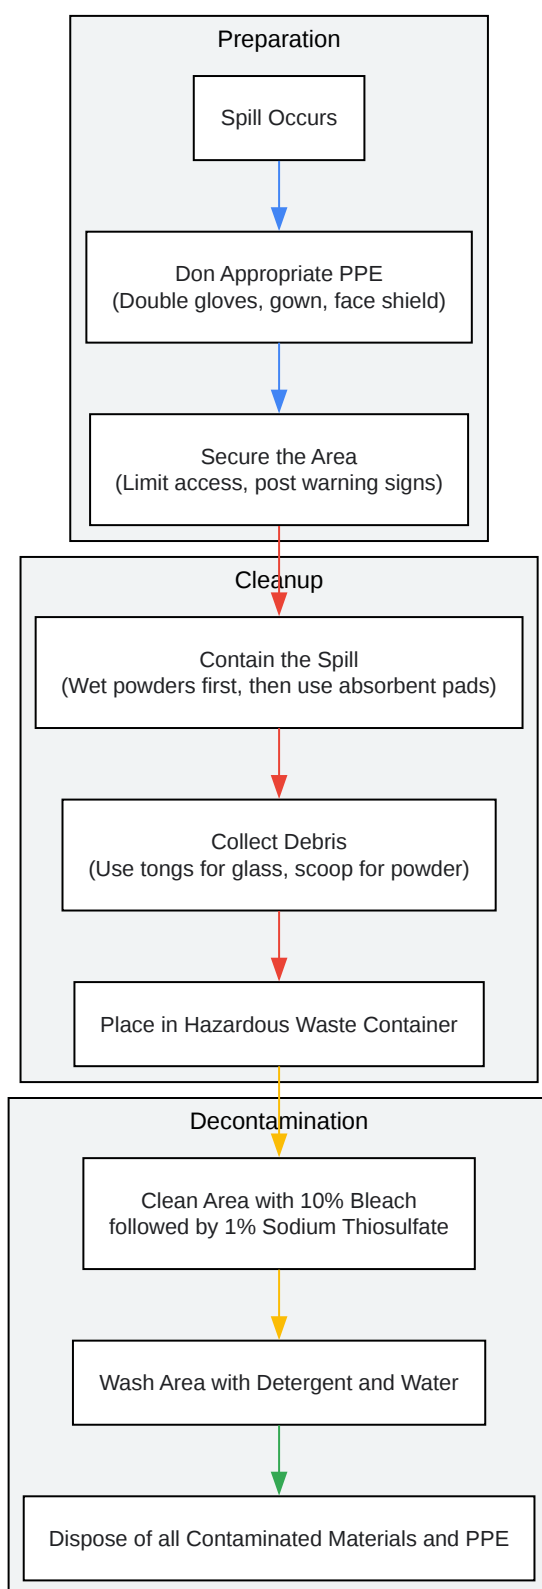 Preparation
Spill Occurs
Don Appropriate PPE
(Double gloves, gown, face shield)
Secure the Area
(Limit access, post warning signs)
Cleanup
Contain the Spill
(Wet powders first, then use absorbent pads)
Collect Debris
(Use tongs for glass, scoop for powder)
Place in Hazardous Waste Container
Decontamination
Clean Area with 10% Bleach
followed by 1% Sodium Thiosulfate
Wash Area with Detergent and Water
Dispose of all Contaminated Materials and PPE